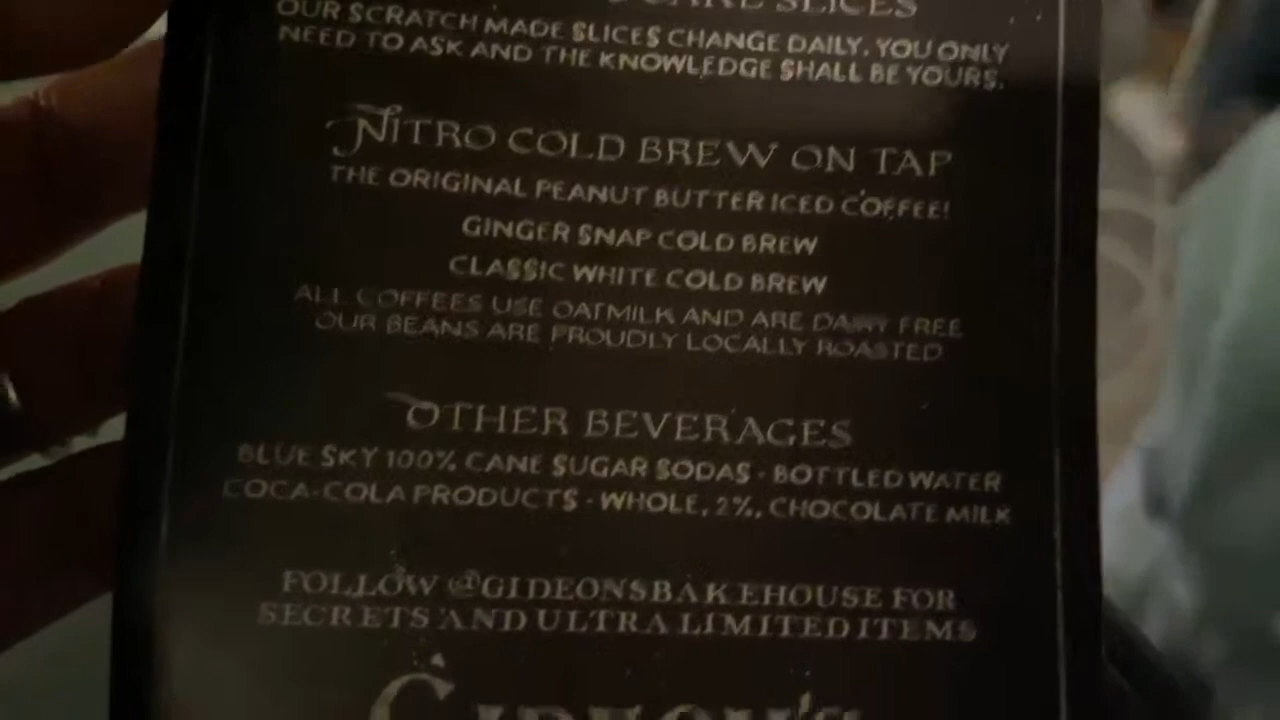 CAKE SLICES
OUR SCRATCH MADE SLICES CHANGE DAILY. YOU ONLY
NEED TO ASK AND THE KNOWLEDGE SHALL BE YOURS.
NITRO COLD BREW ON TAP
THE ORIGINAL PEANUT BUTTER ICED COFFEE!
GINGER SNAP COLD BREW
CLASSIC WHITE COLD BREW
ALL COFFEES USE OATMILK AND ARE DAIRY FREE
OUR BEANS ARE PROUDLY LOCALLY ROASTED
OTHER BEVERAGES
BLUE SKY 100% CANE SUGAR SODAS - BOTTLED WATER
COCA-COLA PRODUCTS - WHOLE, 2%, CHOCOLATE MILK
FOLLOW @GIDEONSBAKEHOUSE FOR
SECRETS AND ULTRA LIMITED ITEMS
GIDEON'S